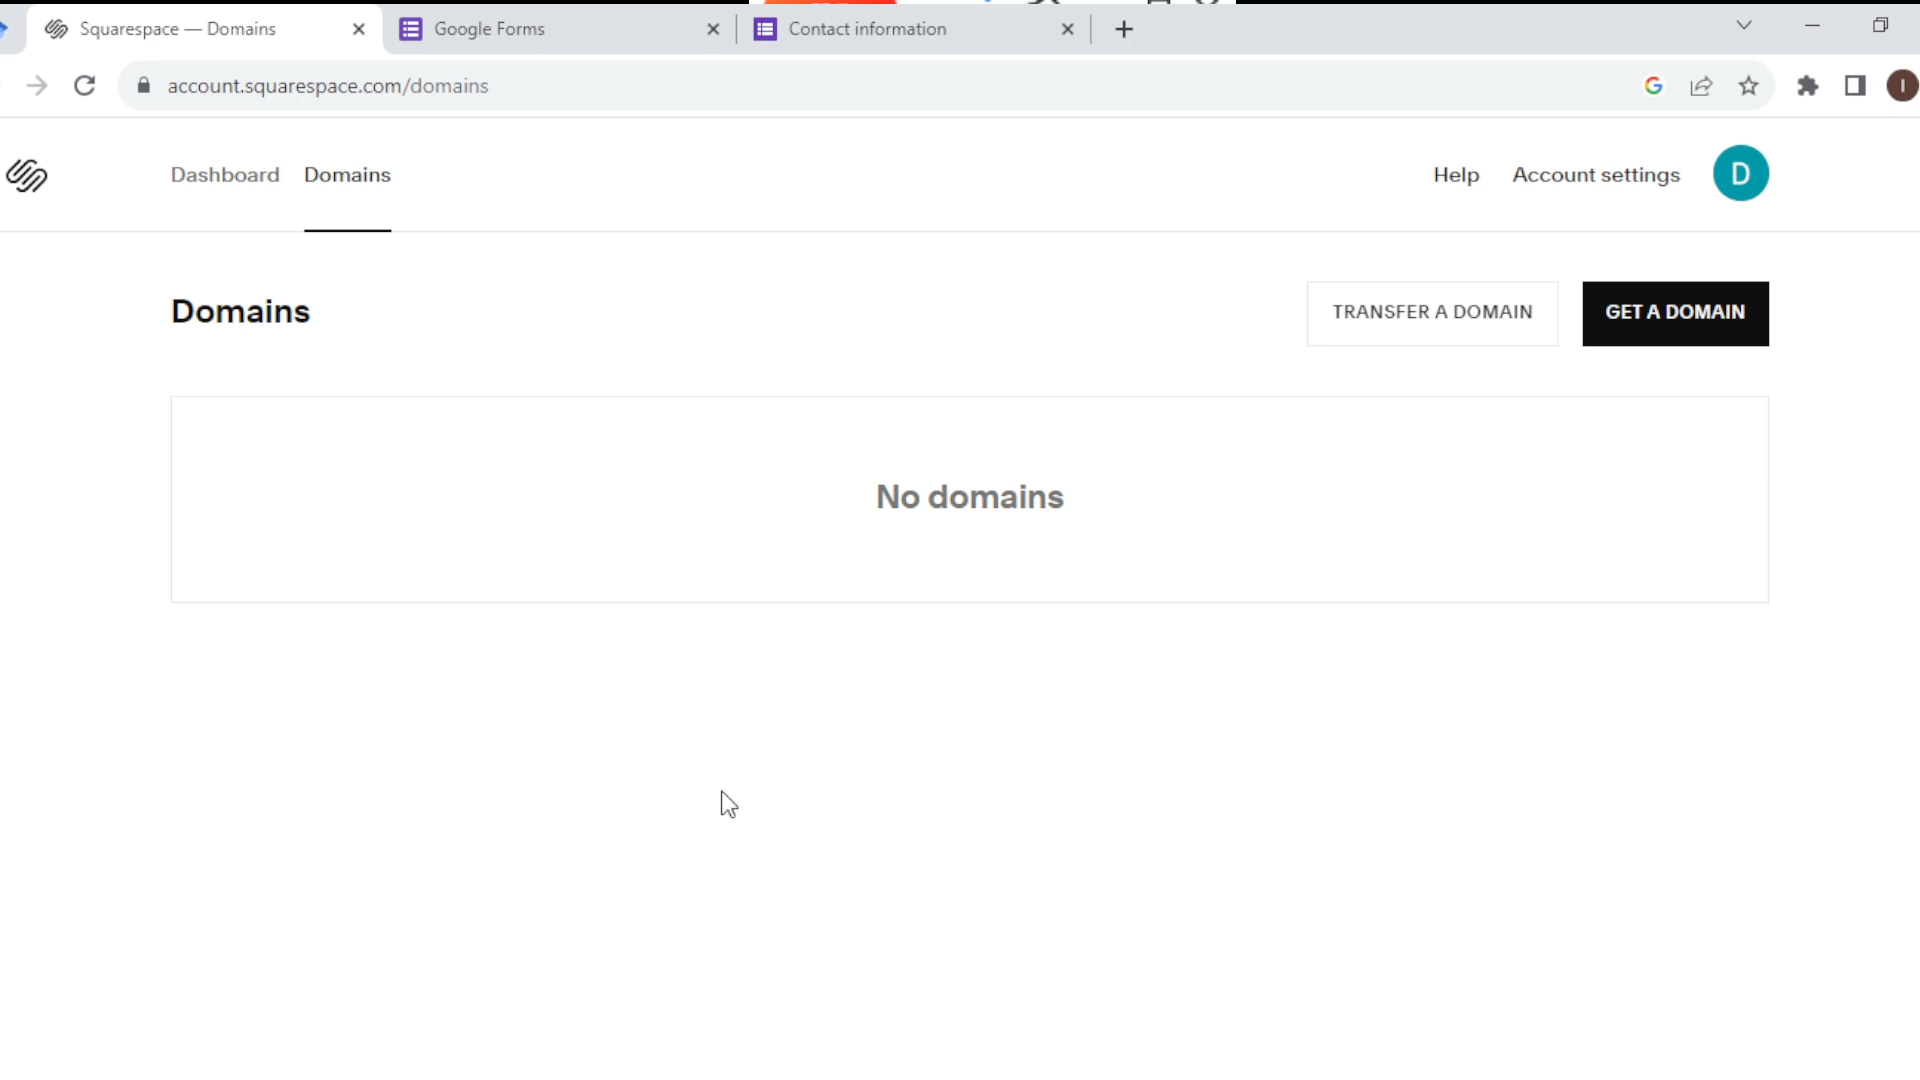 Squarespace — Domains
Google Forms
Contact information
account.squarespace.com/domains
I
Dashboard
Domains
Help
Account settings
D
Domains
TRANSFER A DOMAIN
GET A DOMAIN
No domains